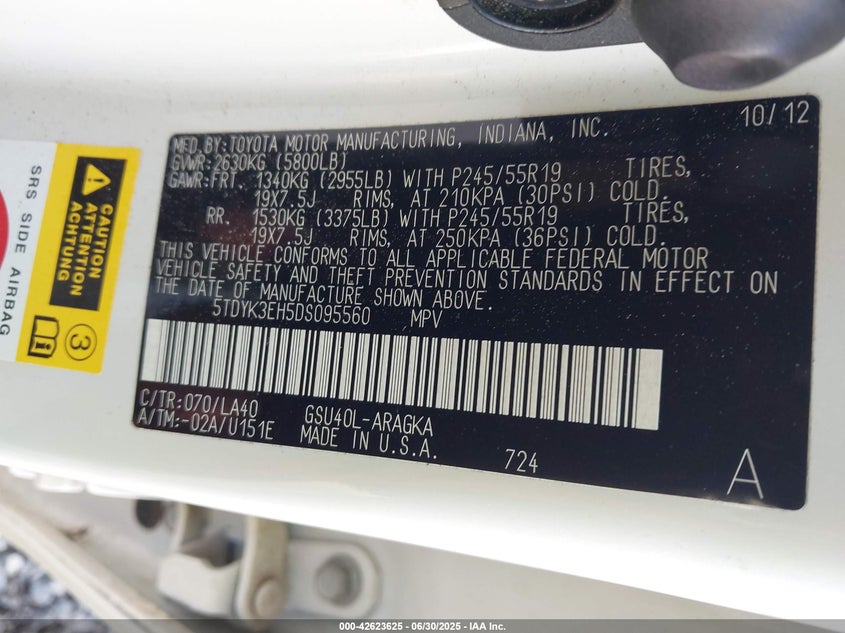 10/12
MFD.BY:TOYOTA MOTOR MANUFACTURING, INDIANA, INC.
GVWR:2630KG (5800LB)
GAWR:FRT 1340KG (2955LB) WITH P245/55R19 TIRES,
19X7.5J RIMS, AT 210KPA (30PSI) COLD.
RR. 1530KG (3375LB) WITH P245/55R19 TIRES,
19X7.5J RIMS, AT 250KPA (36PSI) COLD.
THIS VEHICLE CONFORMS TO ALL APPLICABLE FEDERAL MOTOR
VEHICLE SAFETY AND THEFT PREVENTION STANDARDS IN EFFECT ON
THE DATE OF MANUFACTURE SHOWN ABOVE.
5TDYK3EH5DS095560 MPV
C/TR:070/LA40 GSU40L-ARAGKA
A/TM:-02A/U151E MADE IN U.S.A. 724
A
SRS SIDE AIRBAG
CAUTION
ATTENTION
ACHTUNG
3
000-42623625 | 06/30/2025 - IAA Inc.